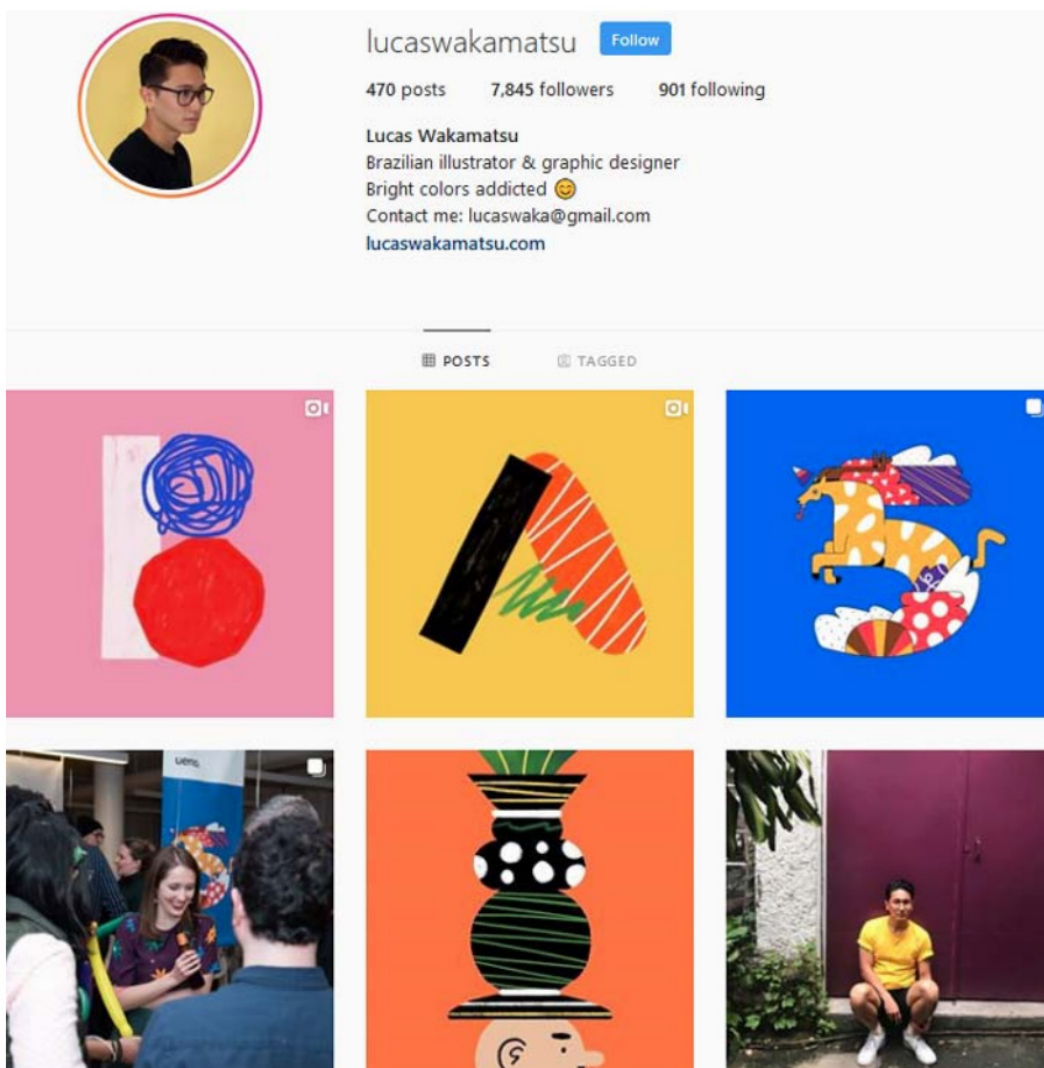 lucaswakamatsu Follow
470 posts 7,845 followers 901 following
Lucas Wakamatsu
Brazilian illustrator & graphic designer
Bright colors addicted 😊
Contact me: lucaswaka@gmail.com
lucaswakamatsu.com
POSTS TAGGED